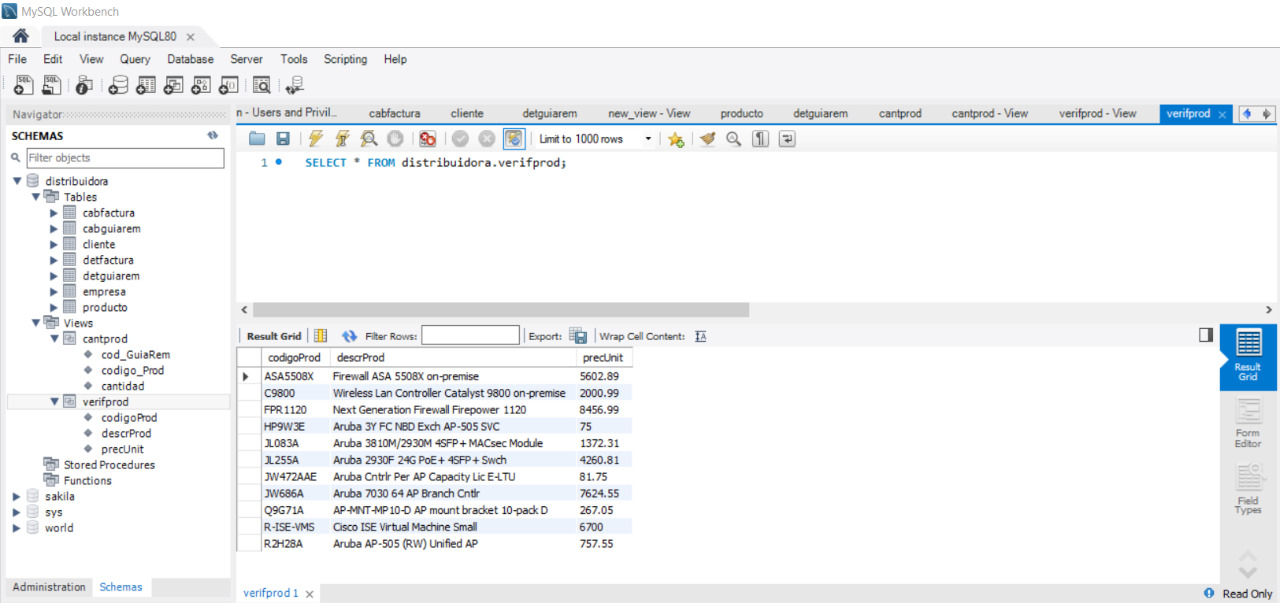 MySQL Workbench
Local instance MySQL80
File Edit View Query Database Server Tools Scripting Help
Navigator
SCHEMAS
Filter objects
distribuidora
Tables
cabfactura
cabguiarem
cliente
detfactura
detguiarem
empresa
producto
Views
cantprod
cod_GuiaRem
codigo_Prod
cantidad
verifprod
codigoProd
descrProd
precUnit
Stored Procedures
Functions
sakila
sys
world
Administration Schemas
n - Users and Privil... cabfactura cliente detguiarem new_view - View producto detguiarem cantprod cantprod - View verifprod - View verifprod
Limit to 1000 rows
1 SELECT * FROM distribuidora.verifprod;
Result Grid Filter Rows: Export: Wrap Cell Content:
codigoProd descrProd precUnit
ASA5508X Firewall ASA 5508X on-premise 5602.89
C9800 Wireless Lan Controller Catalyst 9800 on-premise 2000.99
FPR1120 Next Generation Firewall Firepower 1120 8456.99
HP9W3E Aruba 3Y FC NBD Exch AP-505 SVC 75
JL083A Aruba 3810M/2930M 4SFP+ MACsec Module 1372.31
JL255A Aruba 2930F 24G PoE+ 4SFP+ Swch 4260.81
JW472AAE Aruba Cntrlr Per AP Capacity Lic E-LTU 81.75
JW686A Aruba 7030 64 AP Branch Cntlr 7624.55
Q9G71A AP-MNT-MP10-D AP mount bracket 10-pack D 267.05
R-ISE-VMS Cisco ISE Virtual Machine Small 6700
R2H28A Aruba AP-505 (RW) Unified AP 757.55
Result
Grid
Form
Editor
Field
Types
verifprod 1
Read Only